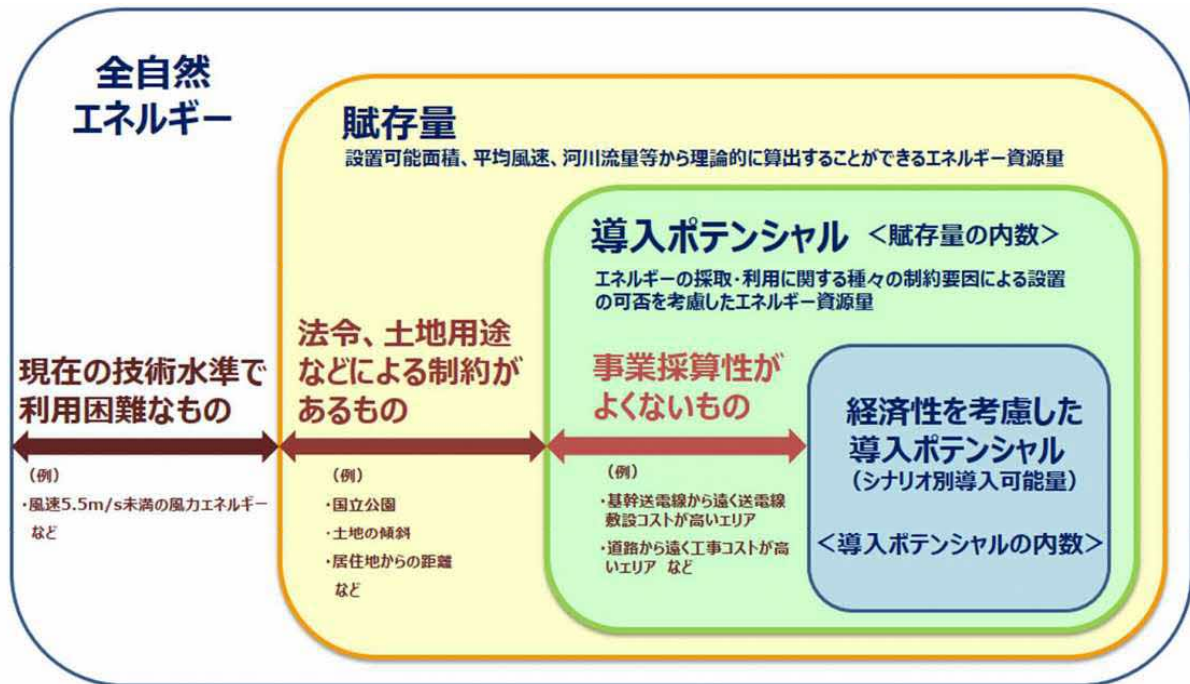 全自然
エネルギー
賦存量
設置可能面積、平均風速、河川流量等から理論的に算出することができるエネルギー資源量
導入ポテンシャル <賦存量の内数>
エネルギーの採取・利用に関する種々の制約要因による設置
の可否を考慮したエネルギー資源量
現在の技術水準で
利用困難なもの
(例)
・風速5.5m/s未満の風力エネルギー
など
法令、土地用途
などによる制約が
あるもの
(例)
・国立公園
・土地の傾斜
・居住地からの距離
など
事業採算性が
よくないもの
(例)
・基幹送電線から遠く送電線
敷設コストが高いエリア
・道路から遠く工事コストが高
いエリア など
経済性を考慮した
導入ポテンシャル
(シナリオ別導入可能量)
<導入ポテンシャルの内数>